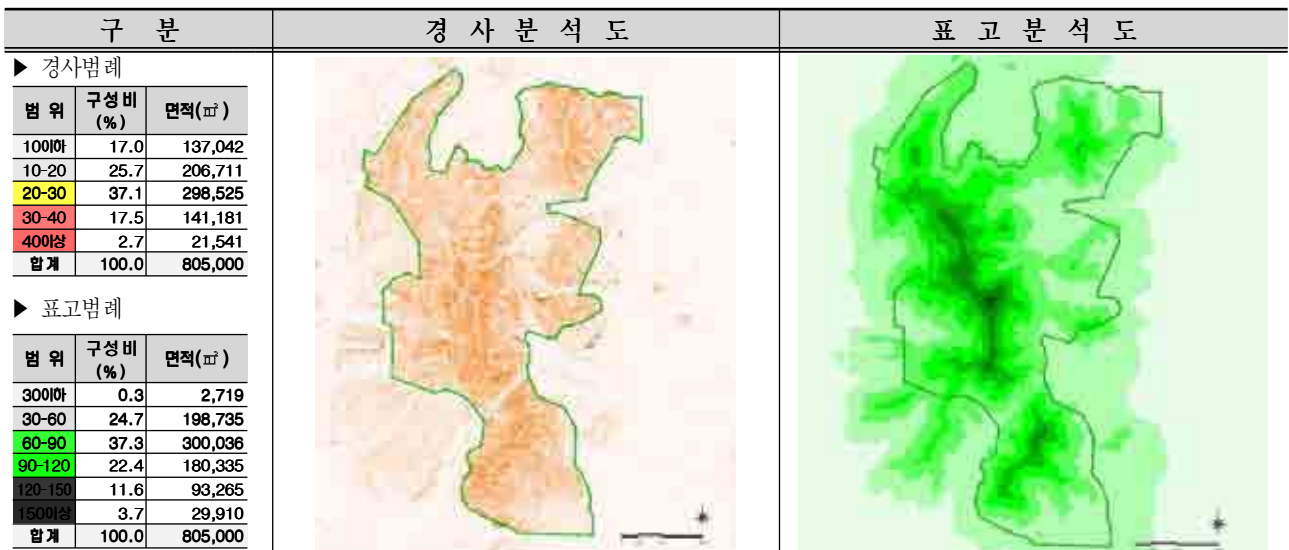 구 분 경 사 분 석 도 표 고 분 석 도
▶ 경사범례
범 위 구성비 (%) 면적(㎡)
10이하 17.0 137,042
10-20 25.7 206,711
20-30 37.1 298,525
30-40 17.5 141,181
40이상 2.7 21,541
합계 100.0 805,000
▶ 표고범례
범 위 구성비 (%) 면적(㎡)
30이하 0.3 2,719
30-60 24.7 198,735
60-90 37.3 300,036
90-120 22.4 180,335
120-150 11.6 93,265
150이상 3.7 29,910
합계 100.0 805,000